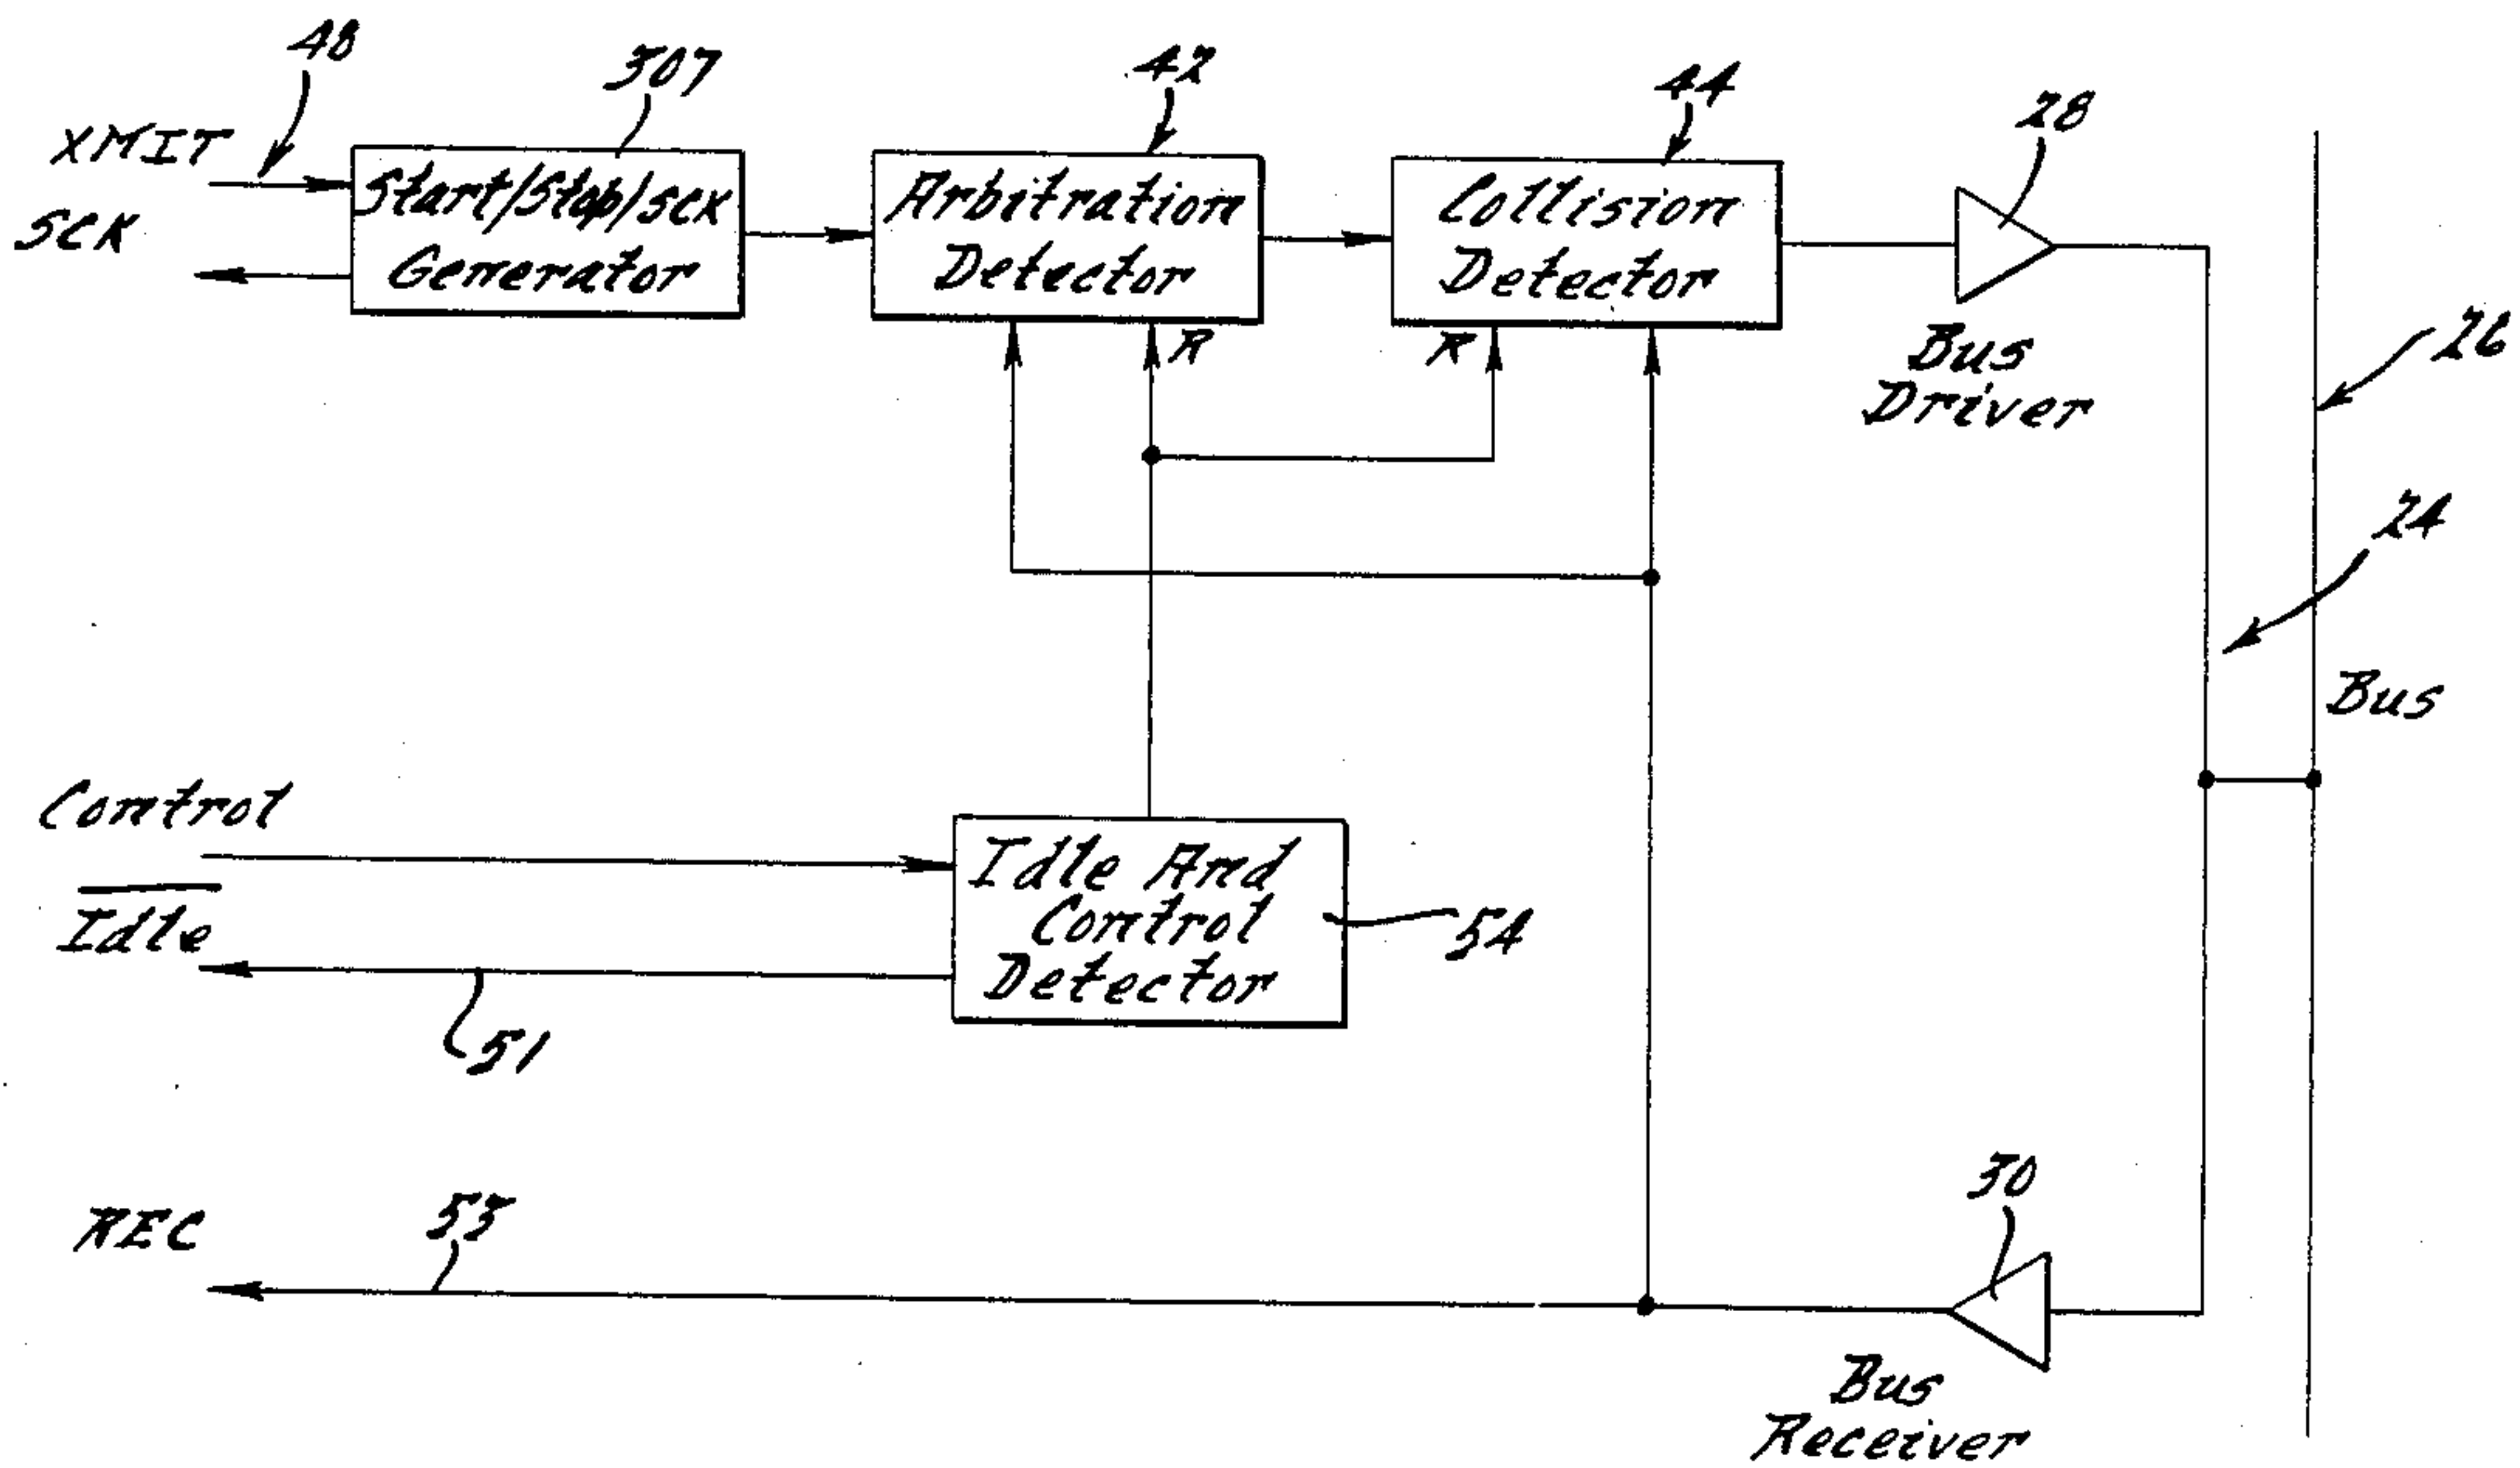 48
307
42
44
28
XMIT
SCK
Start/Stop/SCK
Generator
Arbitration
Detector
Collision
Detector
R
R
Bus
Driver
26
24
Bus
Control
Idle
Idle And
Control
Detector
54
51
REC
53
30
Bus
Receiver